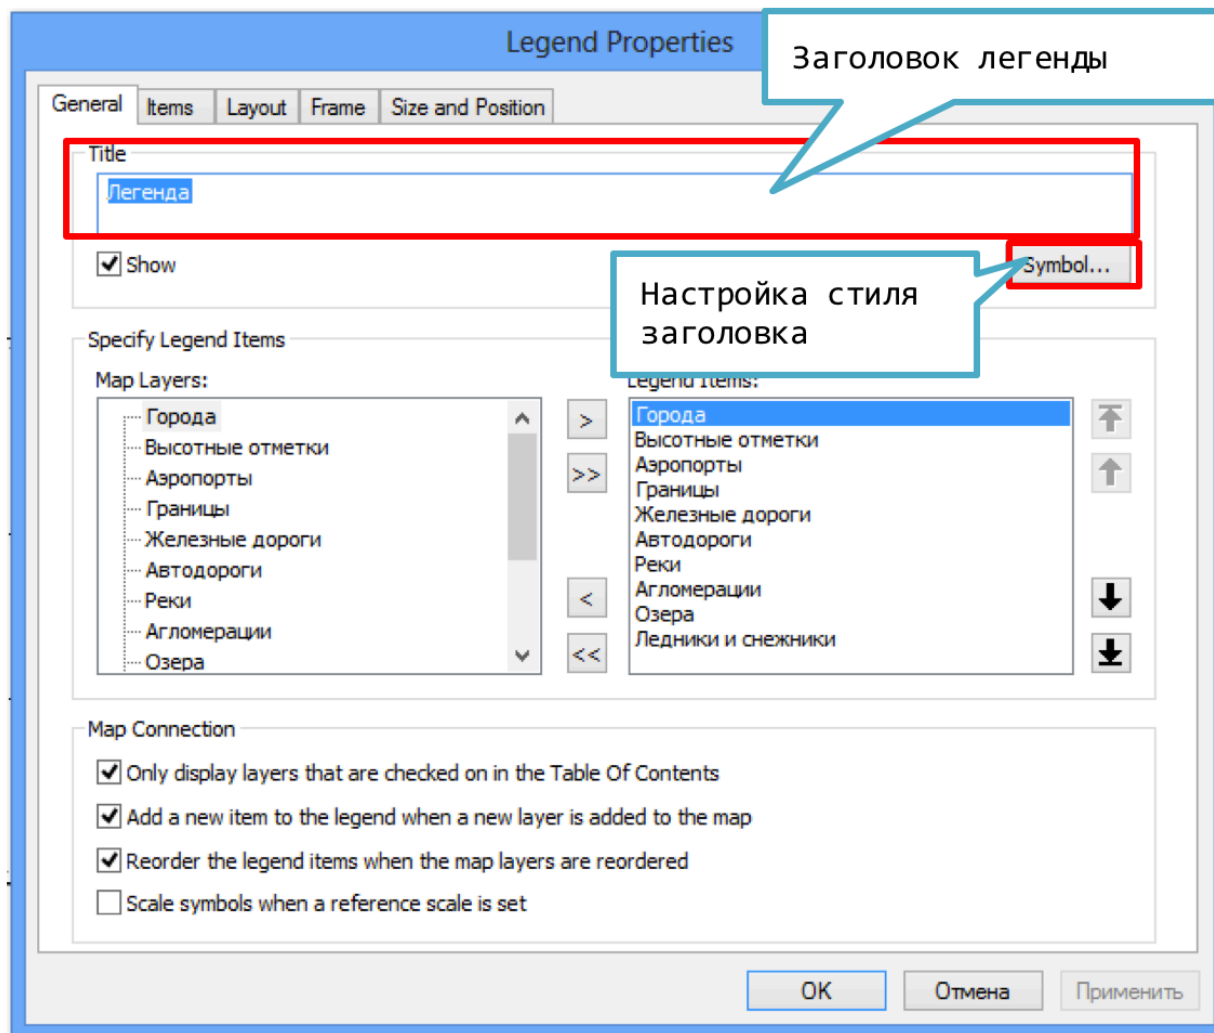 Legend Properties
Заголовок легенды
General Items Layout Frame Size and Position
Title
Легенда
Show
Symbol...
Настройка стиля
заголовка
Specify Legend Items
Map Layers:
Legend Items:
Города
Высотные отметки
Аэропорты
Границы
Железные дороги
Автодороги
Реки
Агломерации
Озера
>
>>
<
<<
Города
Высотные отметки
Аэропорты
Границы
Железные дороги
Автодороги
Реки
Агломерации
Озера
Ледники и снежники
Map Connection
Only display layers that are checked on in the Table Of Contents
Add a new item to the legend when a new layer is added to the map
Reorder the legend items when the map layers are reordered
Scale symbols when a reference scale is set
OK Отмена Применить